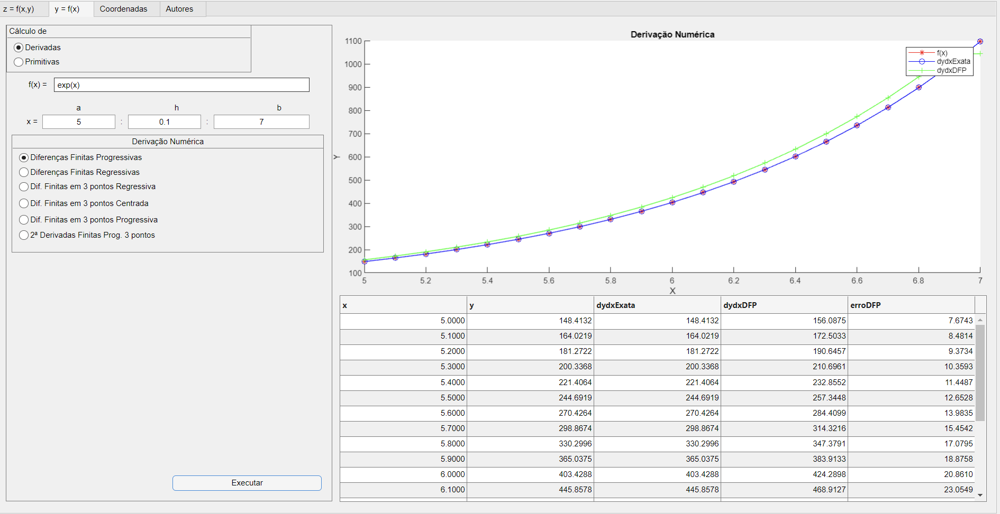 z = f(x,y) y = f(x) Coordenadas Autores
Cálculo de
Derivadas
Primitivas
f(x) = exp(x)
a h b
x = 5 : 0.1 : 7
Derivação Numérica
Diferenças Finitas Progressivas
Diferenças Finitas Regressivas
Dif. Finitas em 3 pontos Regressiva
Dif. Finitas em 3 pontos Centrada
Dif. Finitas em 3 pontos Progressiva
2ª Derivadas Finitas Prog. 3 pontos
Executar
Derivação Numérica
1100
1000
900
800
700
600
500
400
300
200
100
Y
f(x)
dydxExata
dydxDFP
5 5.2 5.4 5.6 5.8 6 6.2 6.4 6.6 6.8 7
X
x y dydxExata dydxDFP erroDFP
5.0000 148.4132 148.4132 156.0875 7.6743
5.1000 164.0219 164.0219 172.5033 8.4814
5.2000 181.2722 181.2722 190.6457 9.3734
5.3000 200.3368 200.3368 210.6961 10.3593
5.4000 221.4064 221.4064 232.8552 11.4487
5.5000 244.6919 244.6919 257.3448 12.6528
5.6000 270.4264 270.4264 284.4099 13.9835
5.7000 298.8674 298.8674 314.3216 15.4542
5.8000 330.2996 330.2996 347.3791 17.0795
5.9000 365.0375 365.0375 383.9133 18.8758
6.0000 403.4288 403.4288 424.2898 20.8610
6.1000 445.8578 445.8578 468.9127 23.0549